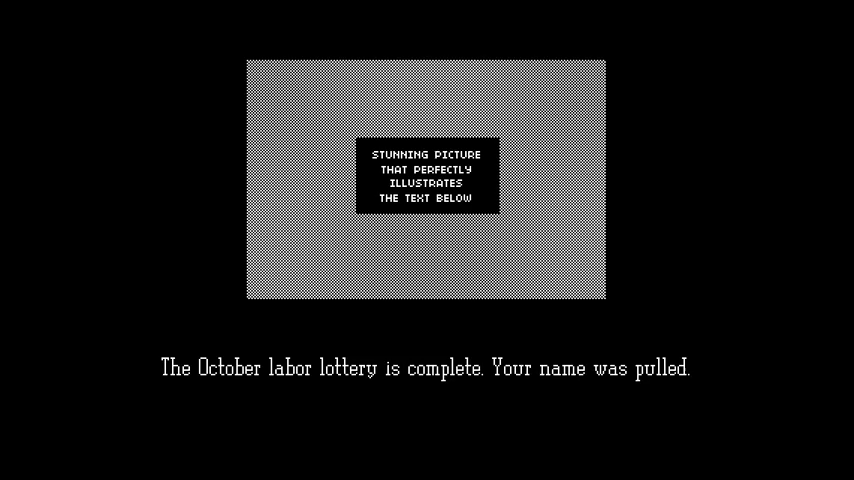 STUNNING PICTURE
THAT PERFECTLY
ILLUSTRATES
THE TEXT BELOW
The October labor lottery is complete. Your name was pulled.